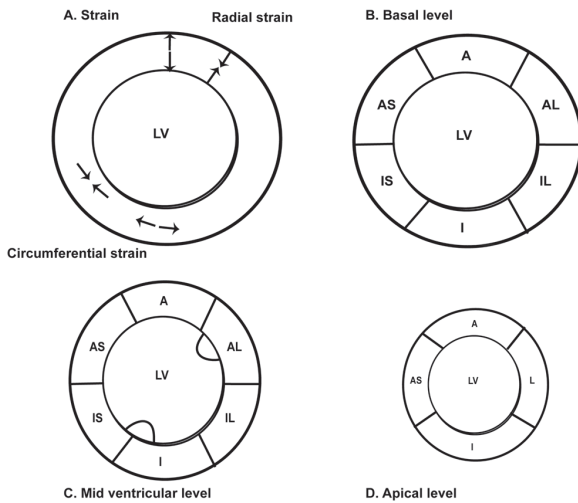 A. Strain
Radial strain
LV
Circumferential strain
B. Basal level
A
AS
AL
LV
IS
IL
I
A
AS
AL
LV
IS
IL
I
C. Mid ventricular level
A
AS
LV
L
I
D. Apical level